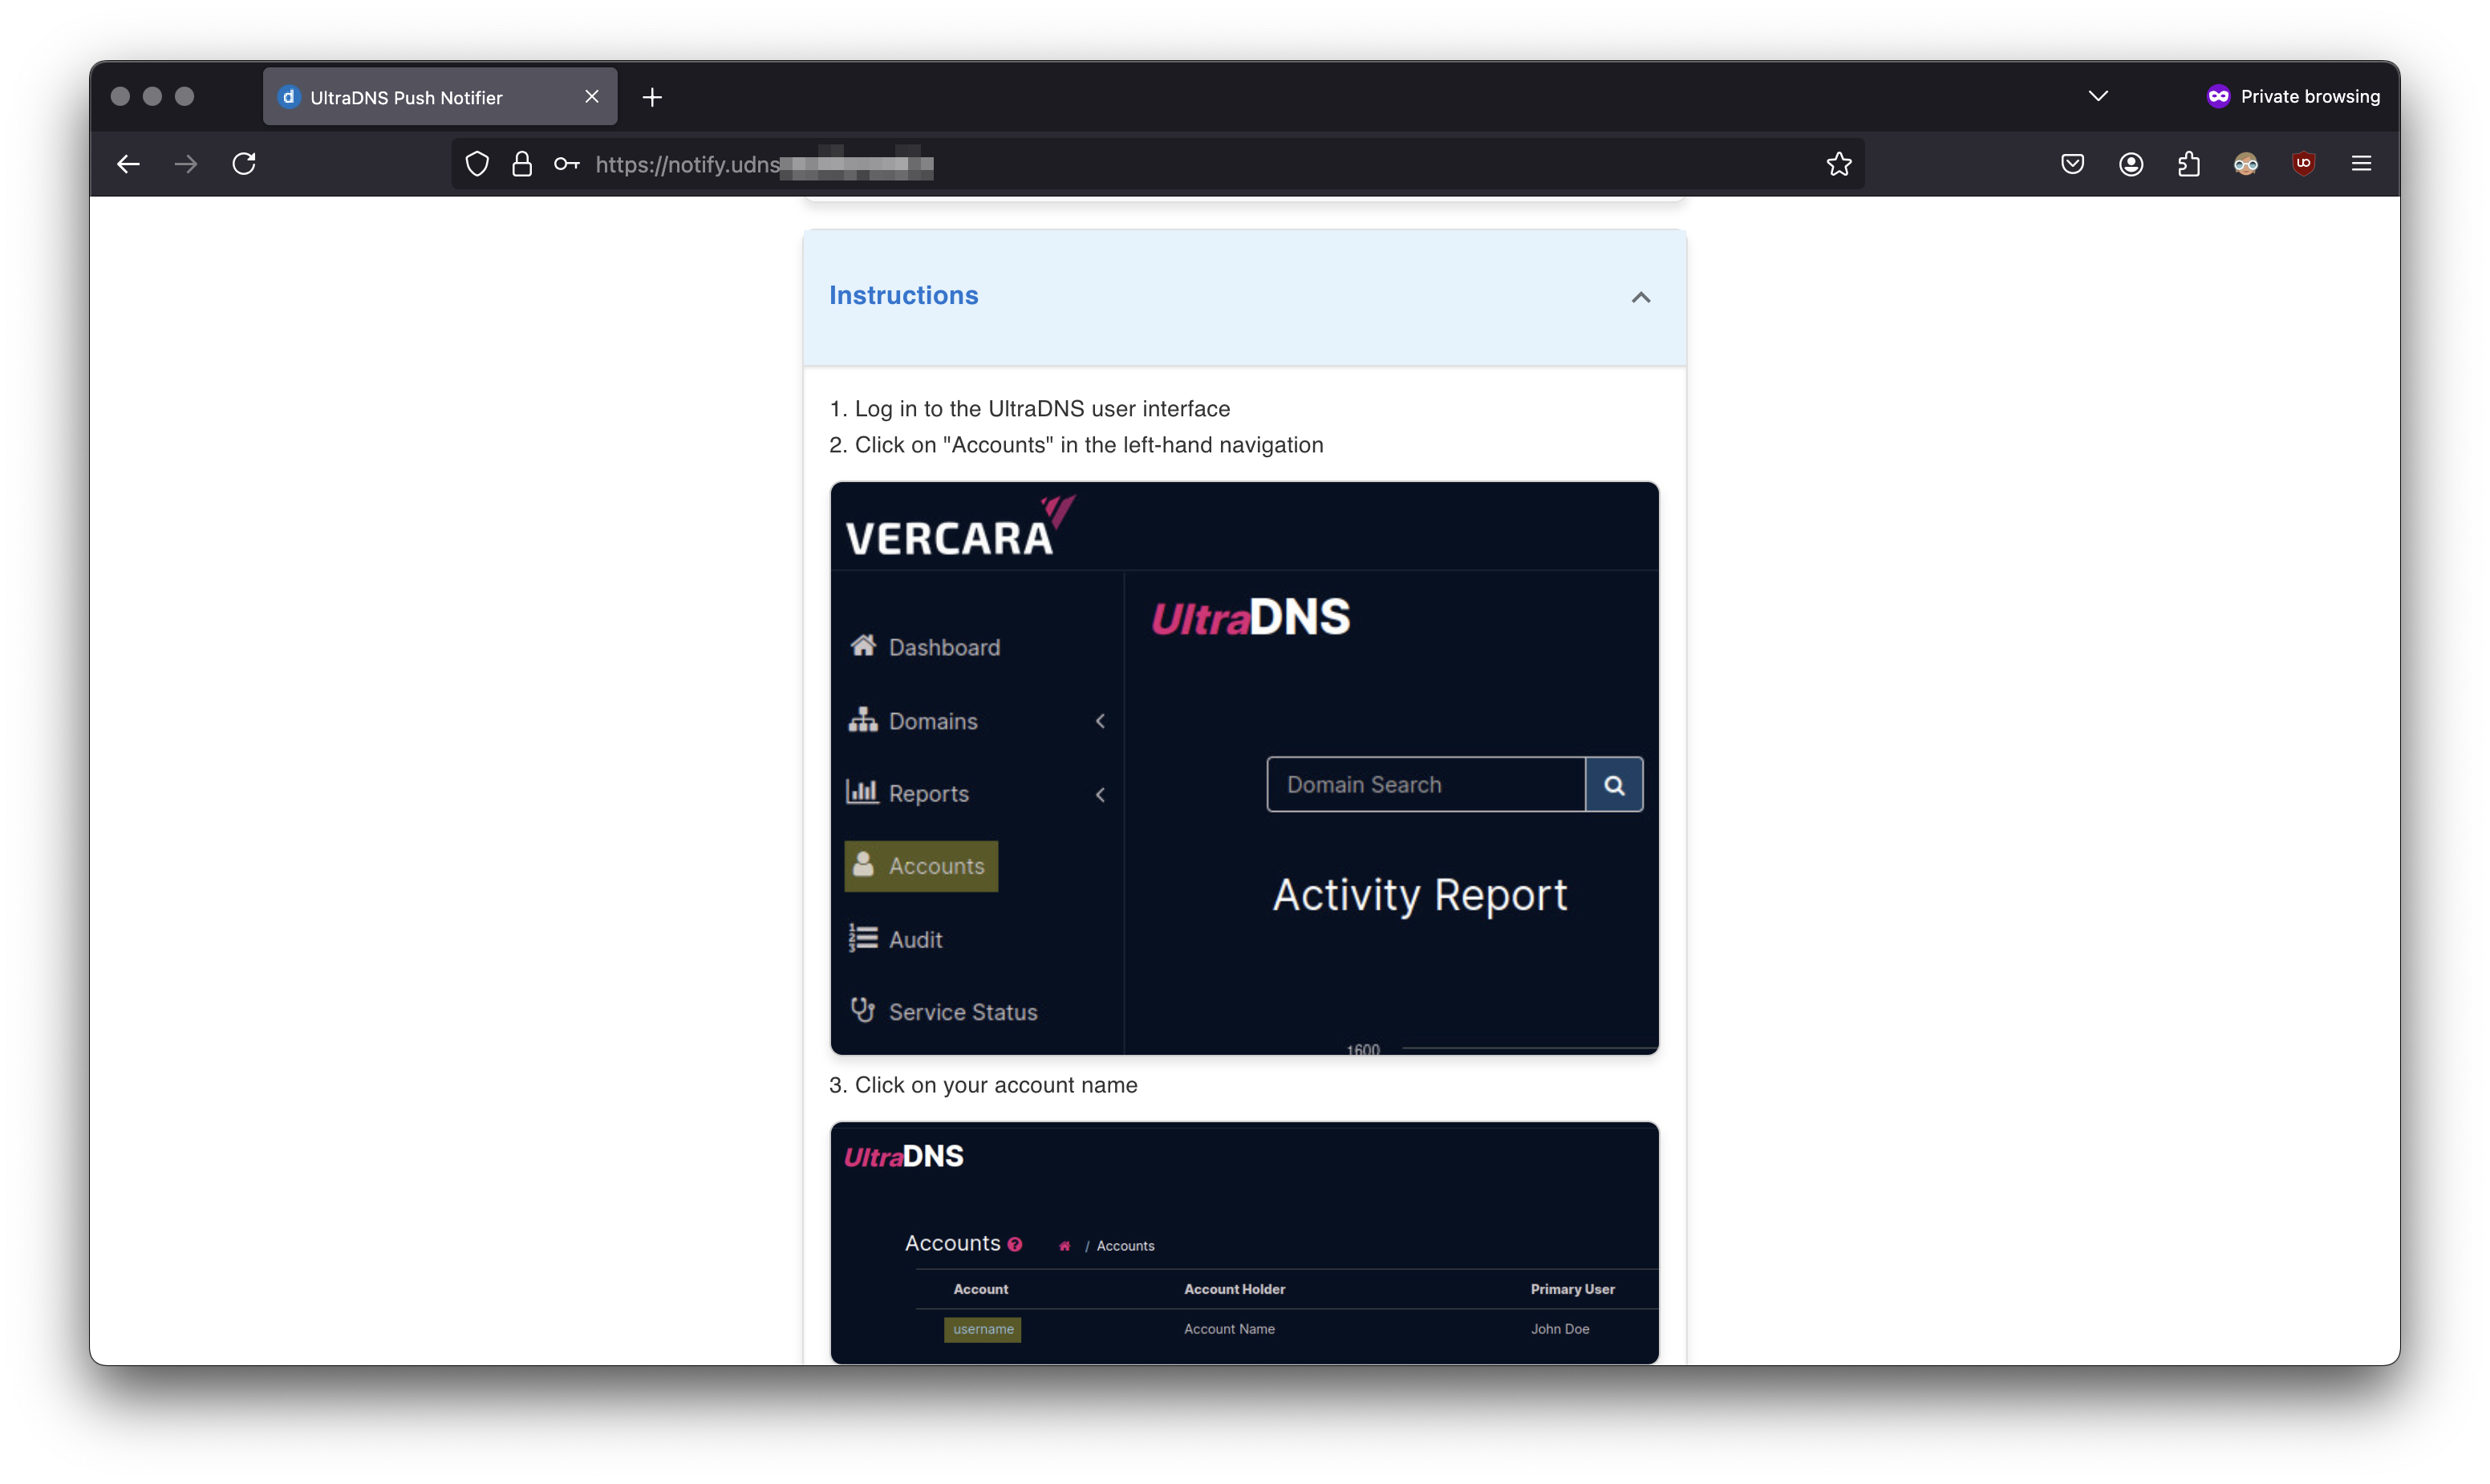 UltraDNS Push Notifier
Private browsing
https://notify.udns
Instructions
1. Log in to the UltraDNS user interface
2. Click on "Accounts" in the left-hand navigation
VERCARA
UltraDNS
Dashboard
Domains
Domain Search
Reports
Accounts
Activity Report
Audit
Service Status
1600
3. Click on your account name
UltraDNS
Accounts ? / Accounts
Account Account Holder Primary User
username Account Name John Doe